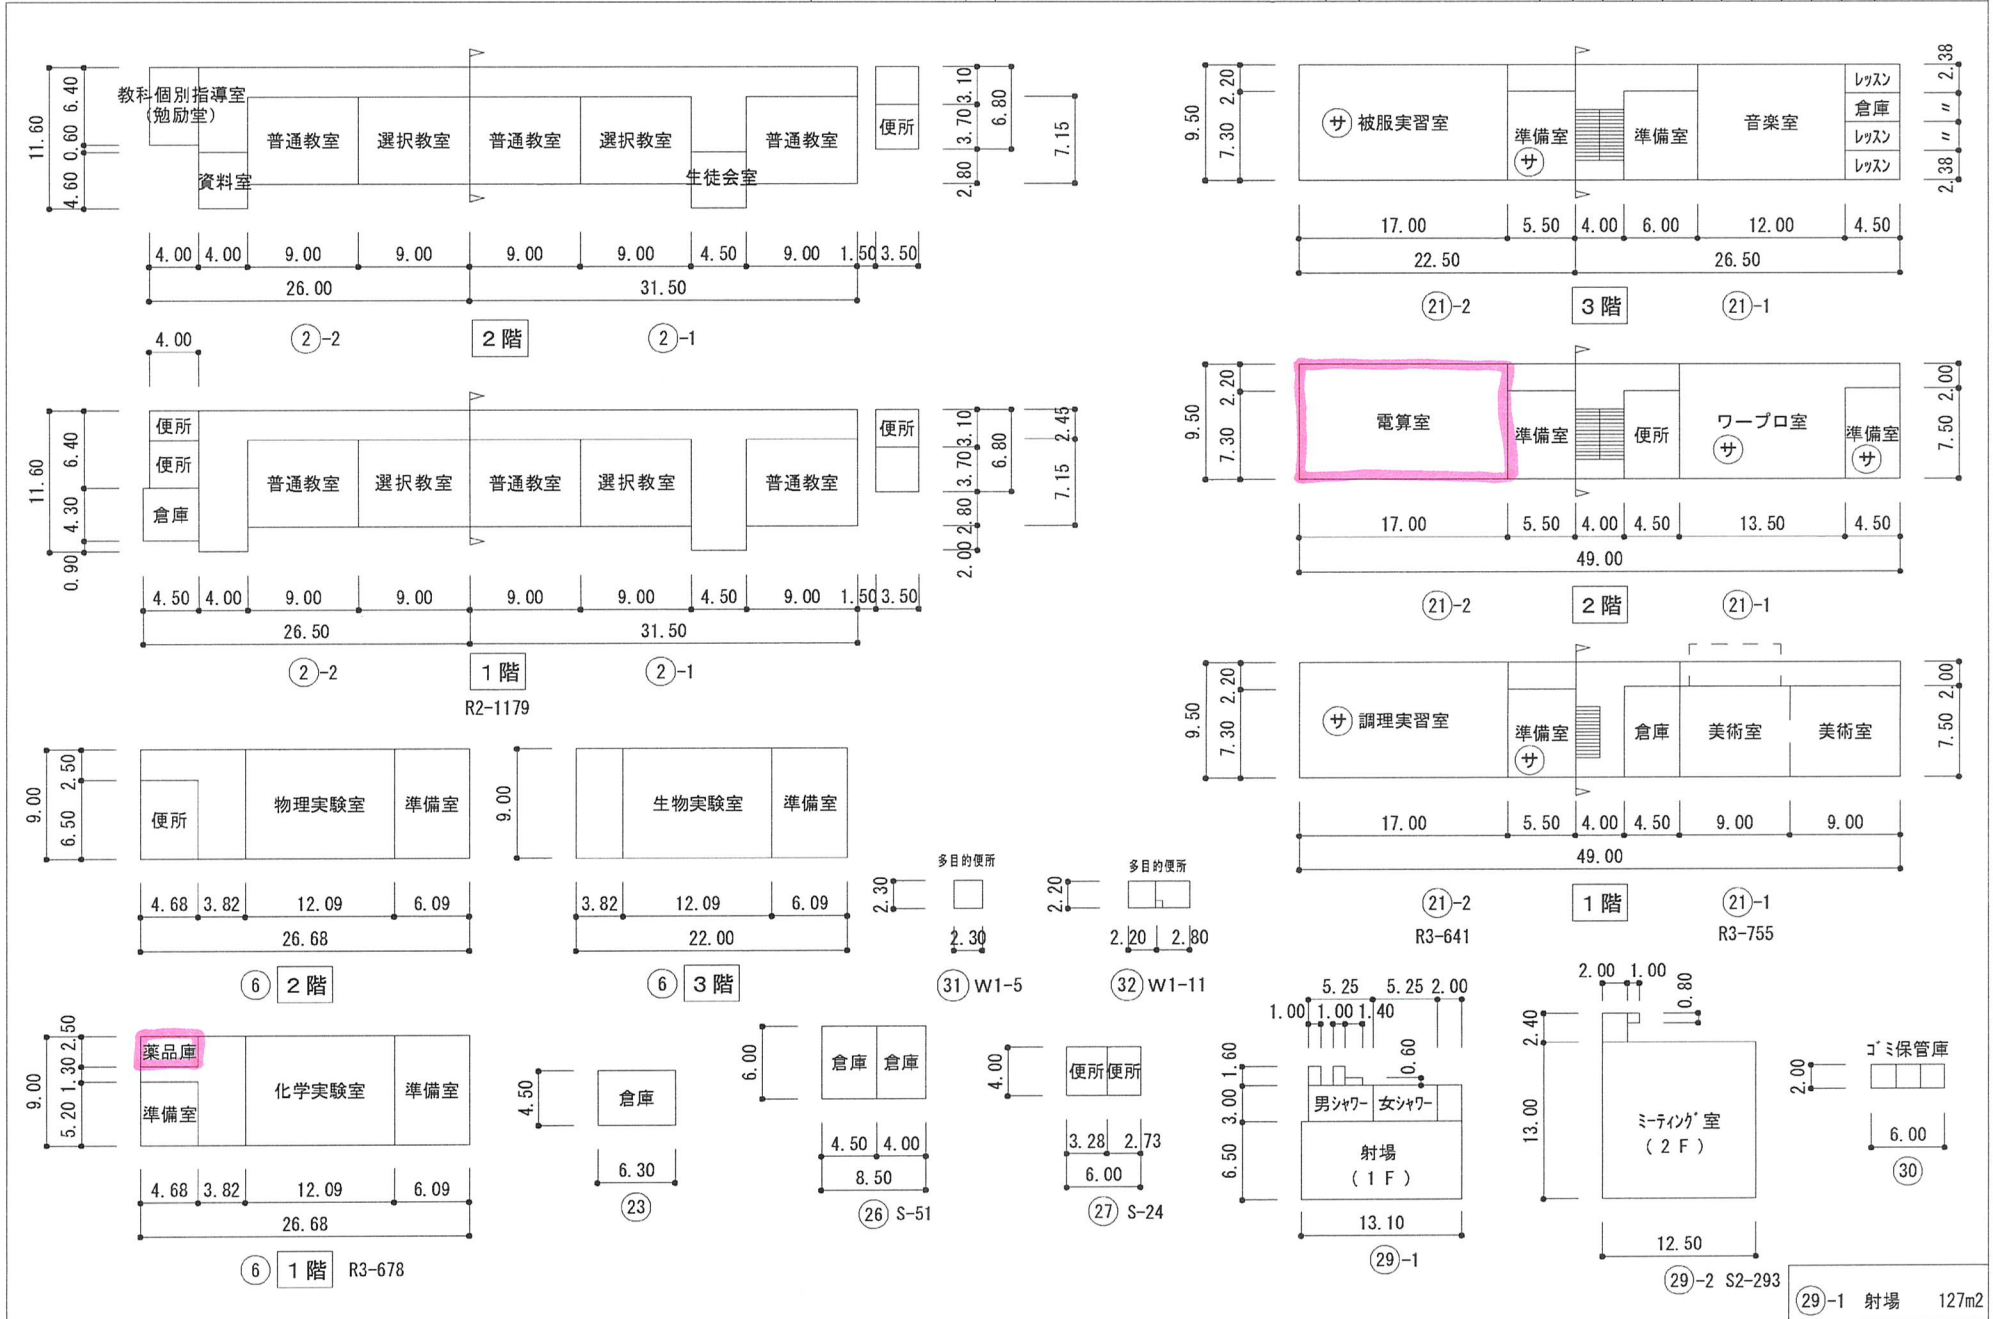 教科個別指導室
(勉励堂)
普通教室
選択教室
普通教室
選択教室
普通教室
便所
資料室
生徒会室
11.60
6.40
0.60
4.60
3.10
3.70
2.80
6.80
7.15
4.00 4.00 9.00 9.00 9.00 9.00 4.50 9.00 1.50 3.50
26.00 31.50
②-2 2階 ②-1
4.00
便所
便所
倉庫
普通教室
選択教室
普通教室
選択教室
普通教室
便所
11.60
6.40
4.30
0.90
3.10
3.70
2.80
2.00
6.80
2.45
7.15
4.50 4.00 9.00 9.00 9.00 9.00 4.50 9.00 1.50 3.50
26.50 31.50
②-2 1階 ②-1
R2-1179
9.00
2.50
6.50
便所
物理実験室
準備室
4.68 3.82 12.09 6.09
26.68
⑥ 2階
9.00
生物実験室
準備室
3.82 12.09 6.09
22.00
⑥ 3階
多目的便所
2.30
2.30
㉛ W1-5
多目的便所
2.20
2.20 2.80
㉜ W1-11
9.00
2.50
1.30
5.20
薬品庫
準備室
化学実験室
準備室
4.68 3.82 12.09 6.09
26.68
⑥ 1階 R3-678
4.50
倉庫
6.30
㉓
6.00
倉庫 倉庫
4.50 4.00
8.50
㉖ S-51
4.00
便所 便所
3.28 2.73
6.00
㉗ S-24
9.50
2.20
7.30
サ 被服実習室
準備室
サ
準備室
音楽室
レッスン
倉庫
レッスン
レッスン
2.38
〃
〃
2.38
17.00 5.50 4.00 6.00 12.00 4.50
22.50 26.50
㉑-2 3階 ㉑-1
9.50
2.20
7.30
電算室
準備室
便所
ワープロ室
サ
準備室
サ
2.00
7.50
17.00 5.50 4.00 4.50 13.50 4.50
49.00
㉑-2 2階 ㉑-1
9.50
2.20
7.30
サ 調理実習室
準備室
サ
倉庫
美術室
美術室
2.00
7.50
17.00 5.50 4.00 4.50 9.00 9.00
49.00
㉑-2 1階 ㉑-1
R3-641 R3-755
5.25 5.25 2.00
1.00 1.00 1.40
0.60
1.60
3.00
6.50
男シャワー 女シャワー
射場
(1F)
13.10
㉙-1
2.00 1.00
0.80
2.40
13.00
ミーティング室
(2F)
12.50
㉙-2 S2-293
ゴミ保管庫
2.00
6.00
㉚
㉙-1 射場 127m2